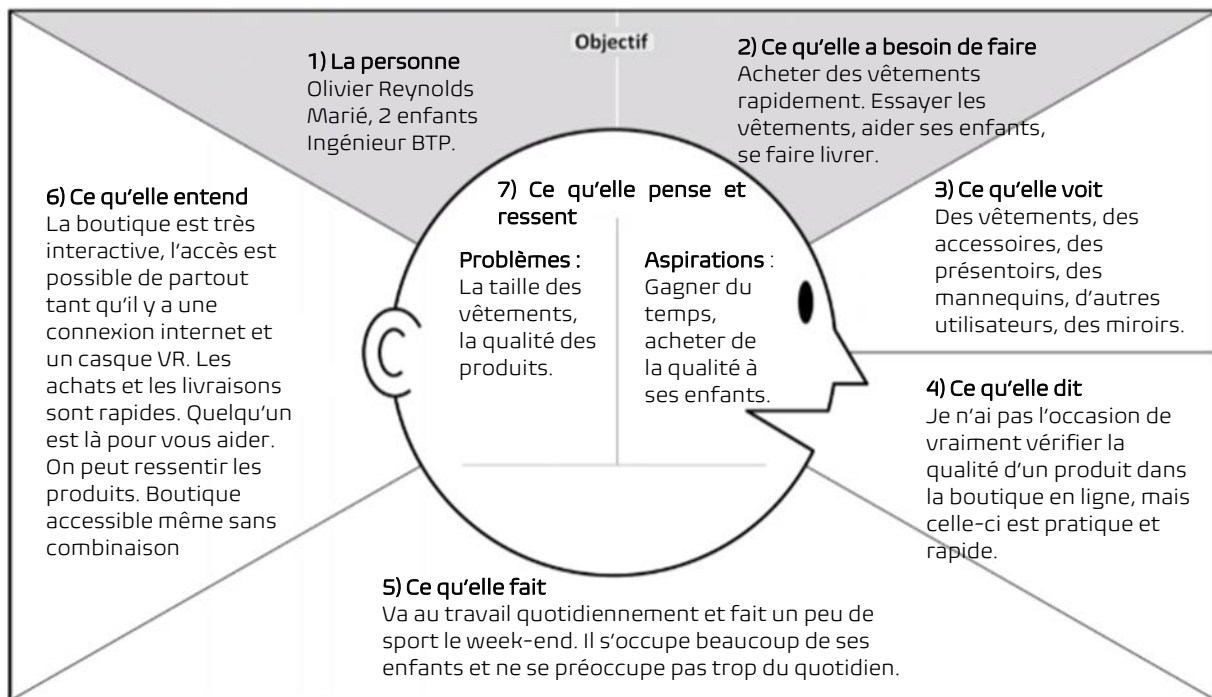 Objectif
1) La personne
Olivier Reynolds
Marié, 2 enfants
Ingénieur BTP.
2) Ce qu'elle a besoin de faire
Acheter des vêtements
rapidement. Essayer les
vêtements, aider ses enfants,
se faire livrer.
3) Ce qu'elle voit
Des vêtements, des
accessoires, des
présentoirs, des
mannequins, d'autres
utilisateurs, des miroirs.
4) Ce qu'elle dit
Je n'ai pas l'occasion de
vraiment vérifier la
qualité d'un produit dans
la boutique en ligne, mais
celle-ci est pratique et
rapide.
5) Ce qu'elle fait
Va au travail quotidiennement et fait un peu de
sport le week-end. Il s'occupe beaucoup de ses
enfants et ne se préoccupe pas trop du quotidien.
6) Ce qu'elle entend
La boutique est très
interactive, l'accès est
possible de partout
tant qu'il y a une
connexion internet et
un casque VR. Les
achats et les livraisons
sont rapides. Quelqu'un
est là pour vous aider.
On peut ressentir les
produits. Boutique
accessible même sans
combinaison
7) Ce qu'elle pense et
ressent
Problèmes :
La taille des
vêtements,
la qualité des
produits.
Aspirations :
Gagner du
temps,
acheter de
la qualité à
ses enfants.